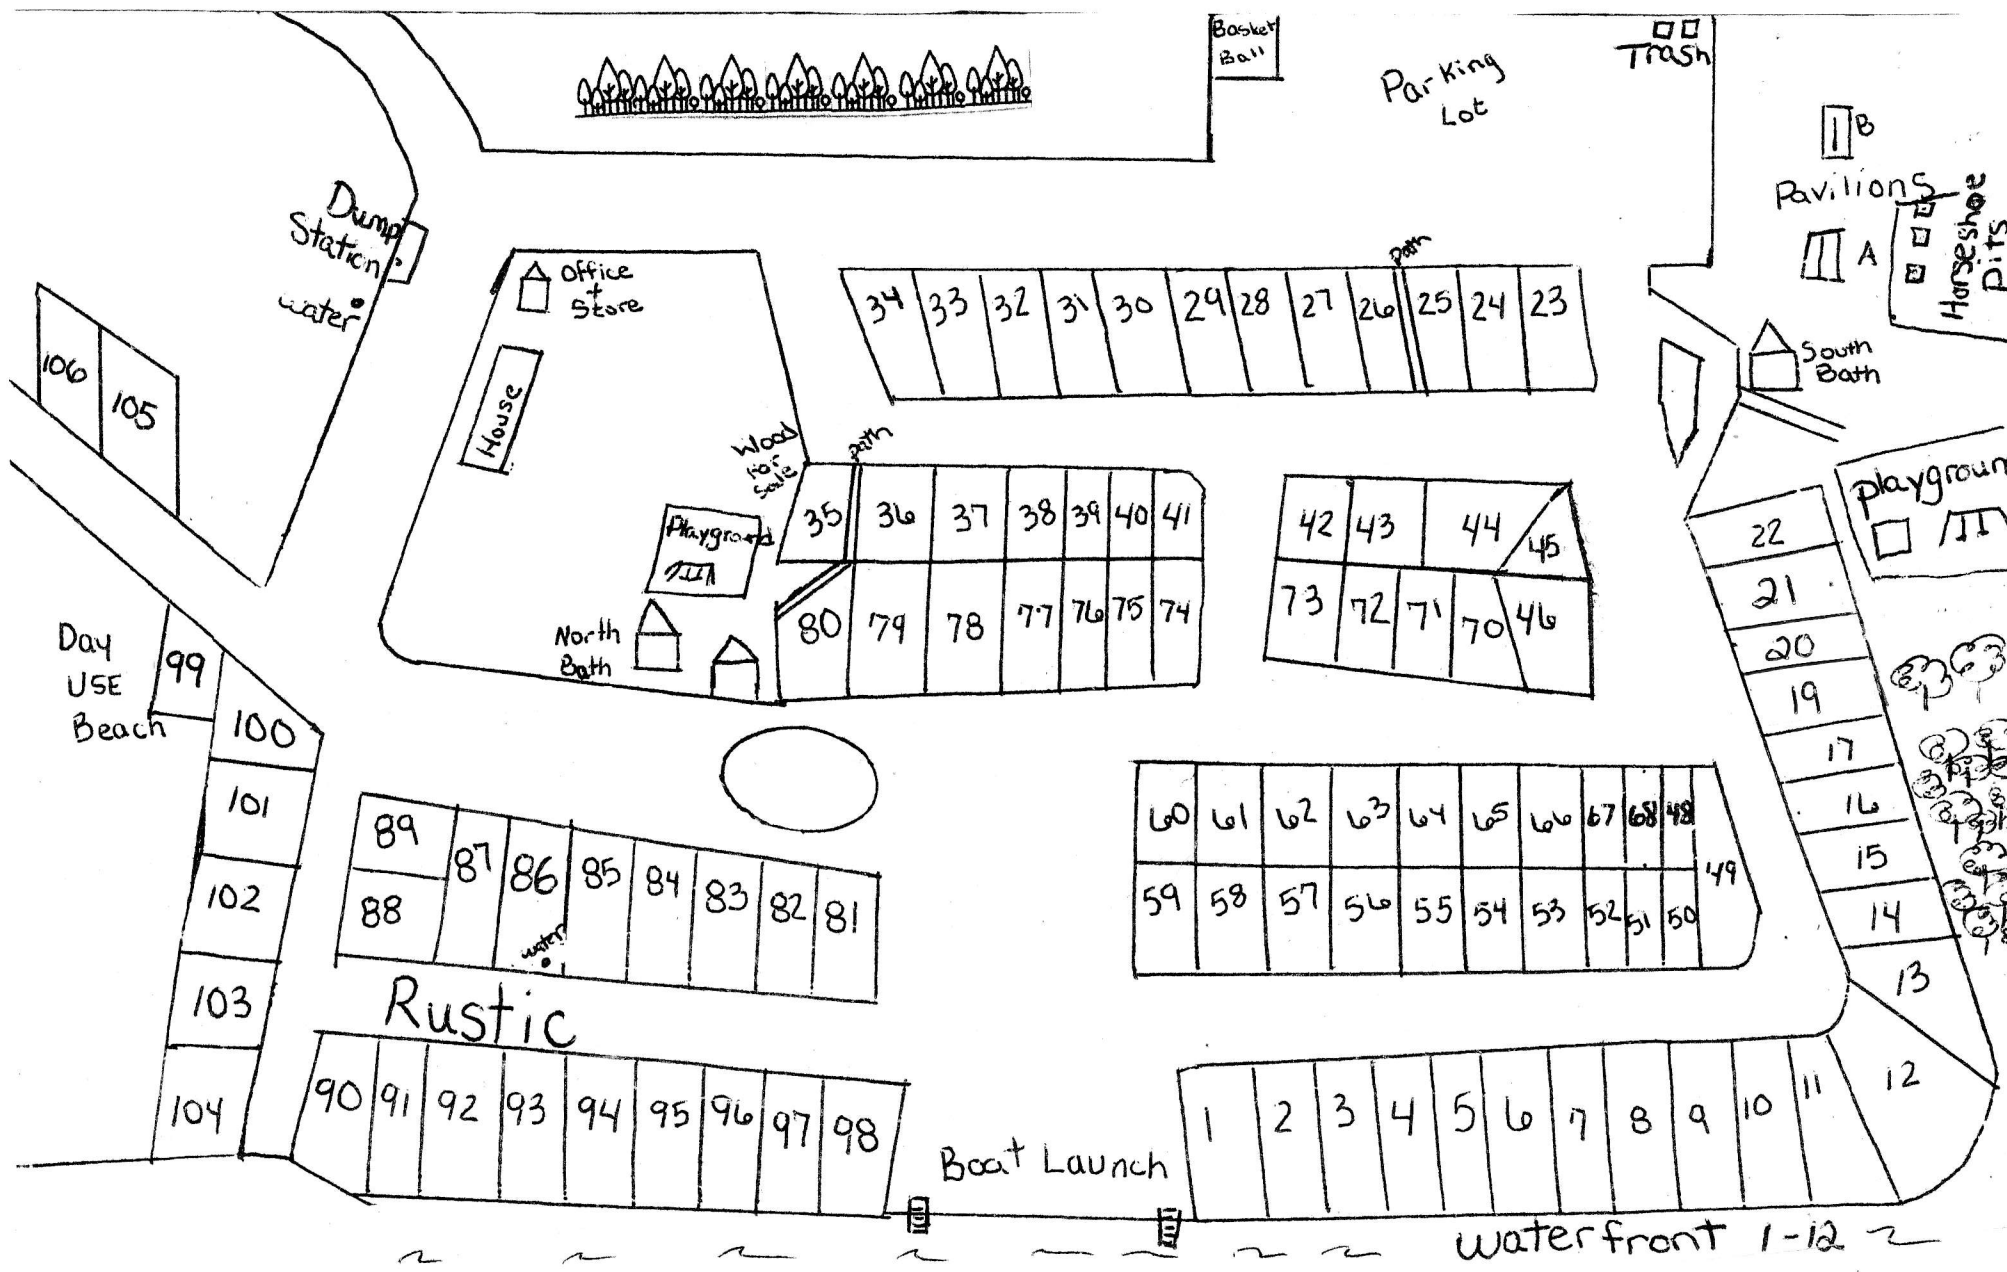 Basket
Ball
Parking
Lot
Trash
B
Pavilions
A
Horseshoe
Pits
Dump
Station
water
Office
+
Store
House
path
34 33 32 31 30 29 28 27 26 25 24 23
South
Bath
106
105
Wood
For
Sale
path
Playground
35 36 37 38 39 40 41
42 43 44 45
80 79 78 77 76 75 74
73 72 71 70 46
playground
22
21
20
19
17
16
15
14
13
North
Bath
Day
USE
Beach
99
100
101
102
103
104
89 87 86 85 84 83 82 81
88
water
60 61 62 63 64 65 66 67 68 48
49
59 58 57 56 55 54 53 52 51 50
Rustic
90 91 92 93 94 95 96 97 98
Boat Launch
1 2 3 4 5 6 7 8 9 10 11 12
Waterfront 1-12